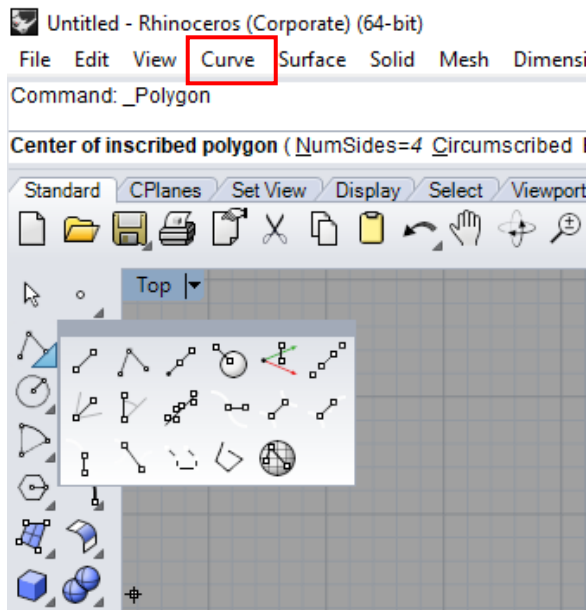 Untitled - Rhinoceros (Corporate) (64-bit)
File Edit View Curve Surface Solid Mesh Dimensi
Command: _Polygon
Center of inscribed polygon ( NumSides=4 Circumscribed
Standard CPlanes Set View Display Select Viewport
Top